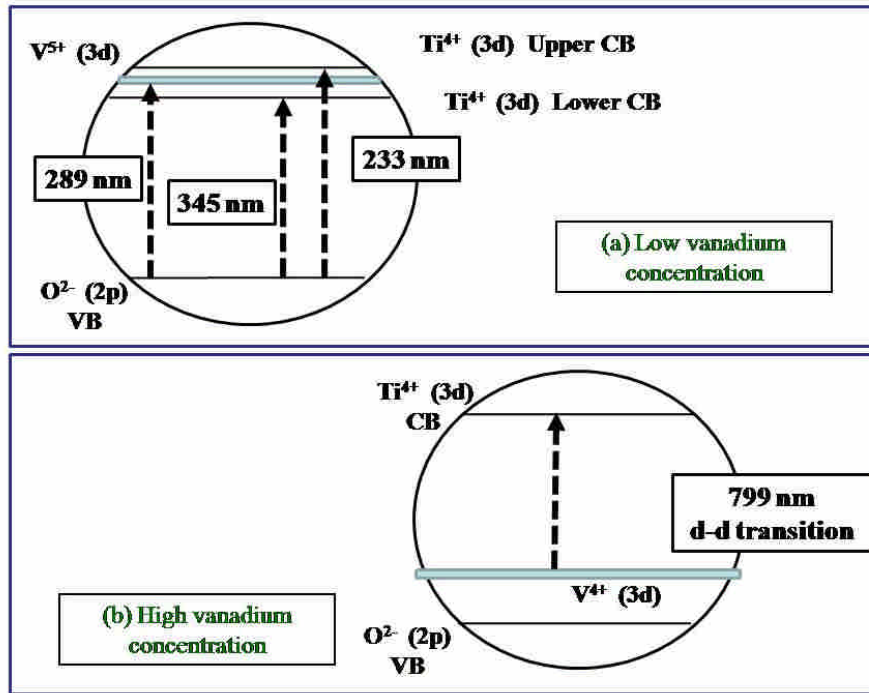 V⁵⁺ (3d)
Ti⁴⁺ (3d) Upper CB
Ti⁴⁺ (3d) Lower CB
289 nm
345 nm
233 nm
O²⁻ (2p)
VB
(a) Low vanadium
concentration
Ti⁴⁺ (3d)
CB
799 nm
d-d transition
V⁴⁺ (3d)
O²⁻ (2p)
VB
(b) High vanadium
concentration